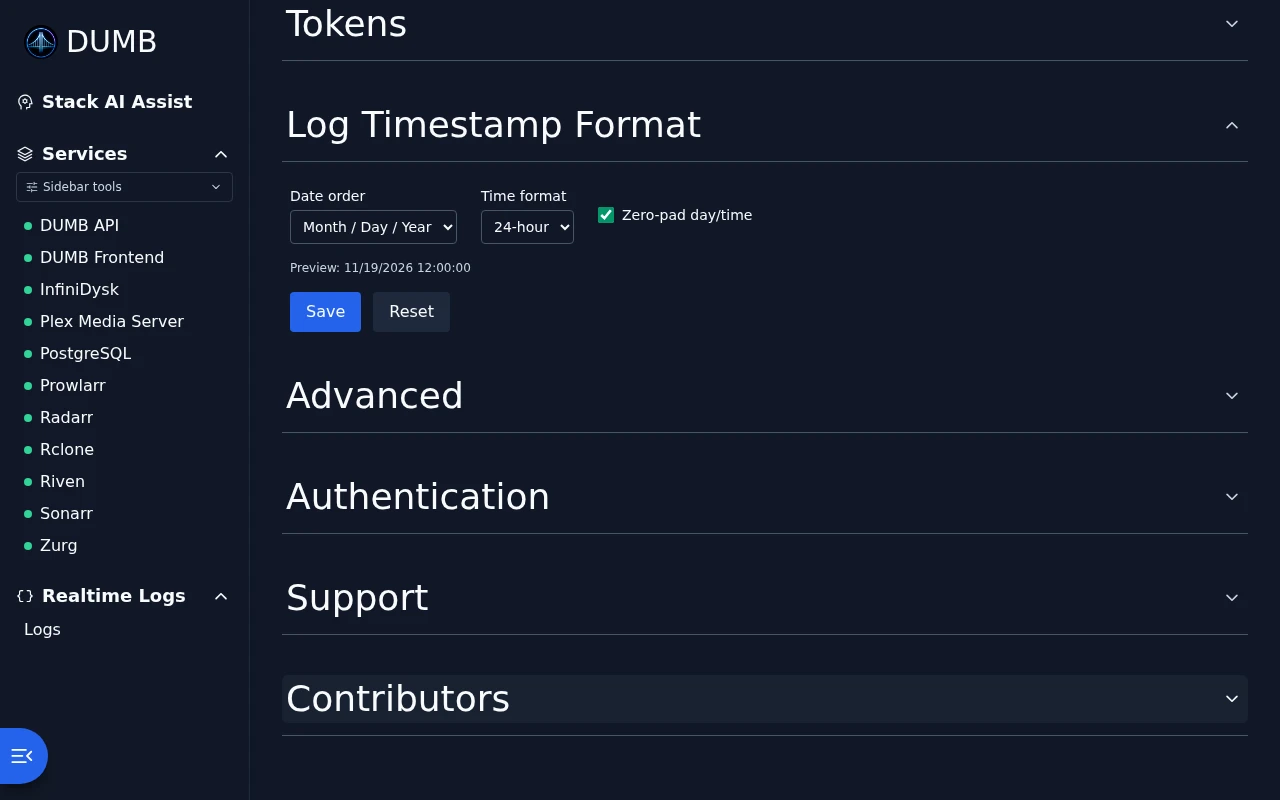 DUMB
Stack AI Assist
Services
Sidebar tools
DUMB API
DUMB Frontend
InfiniDysk
Plex Media Server
PostgreSQL
Prowlarr
Radarr
Rclone
Riven
Sonarr
Zurg
Realtime Logs
Logs
Tokens
Log Timestamp Format
Date order
Time format
Month / Day / Year
24-hour
Zero-pad day/time
Preview: 11/19/2026 12:00:00
Save
Reset
Advanced
Authentication
Support
Contributors